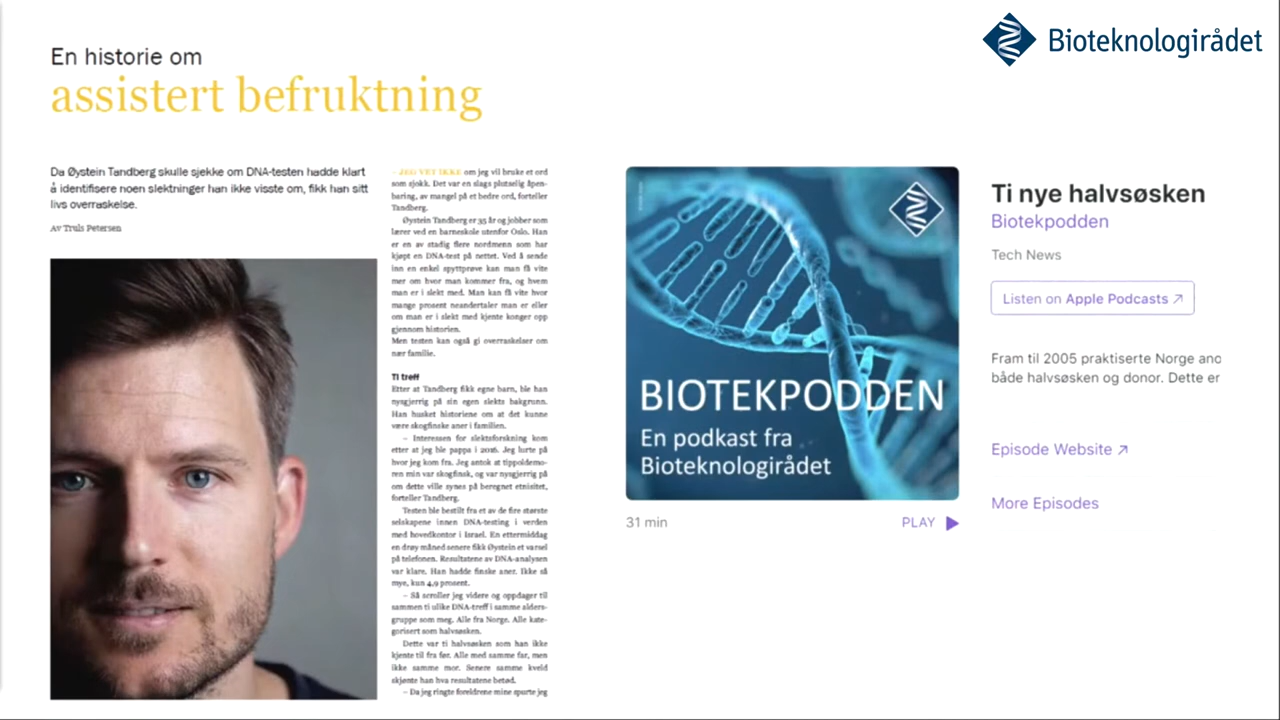 Bioteknologirådet
En historie om
assistert befruktning
Da Øystein Tandberg skulle sjekke om DNA-testen hadde klart
å identifisere noen slektninger han ikke visste om, fikk han sitt
livs overraskelse.
Av Truls Petersen
– JEG VET IKKE om jeg vil bruke et ord
som sjokk. Det var en slags plutselig åpen-
baring, av mangel på et bedre ord, forteller
Tandberg.
Øystein Tandberg er 35 år og jobber som
lærer ved en barneskole utenfor Oslo. Han
er en av stadig flere nordmenn som har
kjøpt en DNA-test på nettet. Ved å sende
inn en enkel spyttprøve kan man få vite
mer om hvor man kommer fra, og hvem
man er i slekt med. Man kan få vite hvor
mange prosent neandertaler man er eller
om man er i slekt med kjente konger opp
gjennom historien.
Men testen kan også gi overraskelser om
nær familie.
Ti treff
Etter at Tandberg fikk egne barn, ble han
nysgjerrig på sin egen slekts bakgrunn.
Han husket historiene om at det kunne
være skogfinske aner i familien.
– Interessen for slektsforskning kom
etter at jeg ble pappa i 2016. Jeg lurte på
hvor jeg kom fra. Jeg antok at tippoldemo-
ren min var skogfinsk, og var nysgjerrig på
om dette ville synes på beregnet etnisitet,
forteller Tandberg.
Testen ble bestilt fra et av de fire største
selskapene innen DNA-testing i verden
med hovedkontor i Israel. En ettermiddag
en drøy måned senere fikk Øystein et varsel
på telefonen. Resultatene av DNA-analysen
var klare. Han hadde finske aner. Ikke så
mye, kun 4,9 prosent.
– Så scroller jeg videre og oppdager til
sammen ti ulike DNA-treff i samme alders-
gruppe som meg. Alle fra Norge. Alle kate-
gorisert som halvsøsken.
Dette var ti halvsøsken som han ikke
kjente til fra før. Alle med samme far, men
ikke samme mor. Senere samme kveld
skjønte han hva resultatene betød.
– Da jeg ringte foreldrene mine spurte jeg
BIOTEKPODDEN
En podkast fra
Bioteknologirådet
31 min
PLAY
Ti nye halvsøsken
Biotekpodden
Tech News
Listen on Apple Podcasts ↗
Fram til 2005 praktiserte Norge ano
både halvsøsken og donor. Dette er
Episode Website ↗
More Episodes